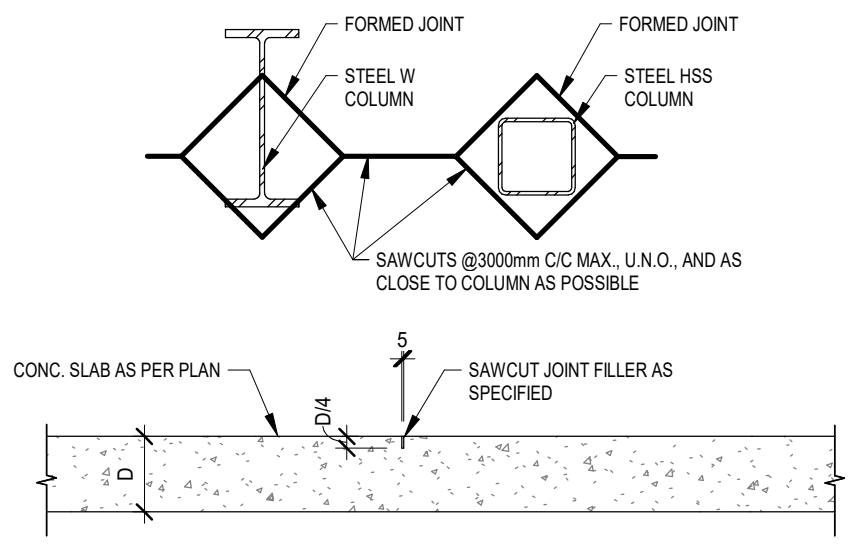 FORMED JOINT
STEEL W
COLUMN
FORMED JOINT
STEEL HSS
COLUMN
SAWCUTS @3000mm C/C MAX., U.N.O., AND AS
CLOSE TO COLUMN AS POSSIBLE
5
CONC. SLAB AS PER PLAN
D/4
SAWCUT JOINT FILLER AS
SPECIFIED
D